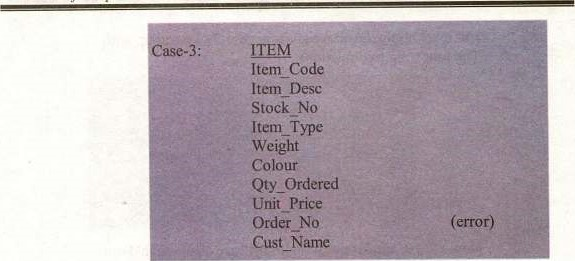 Case-3: ITEM
Item_Code
Item_Desc
Stock_No
Item_Type
Weight
Colour
Qty_Ordered
Unit_Price
Order_No (error)
Cust_Name